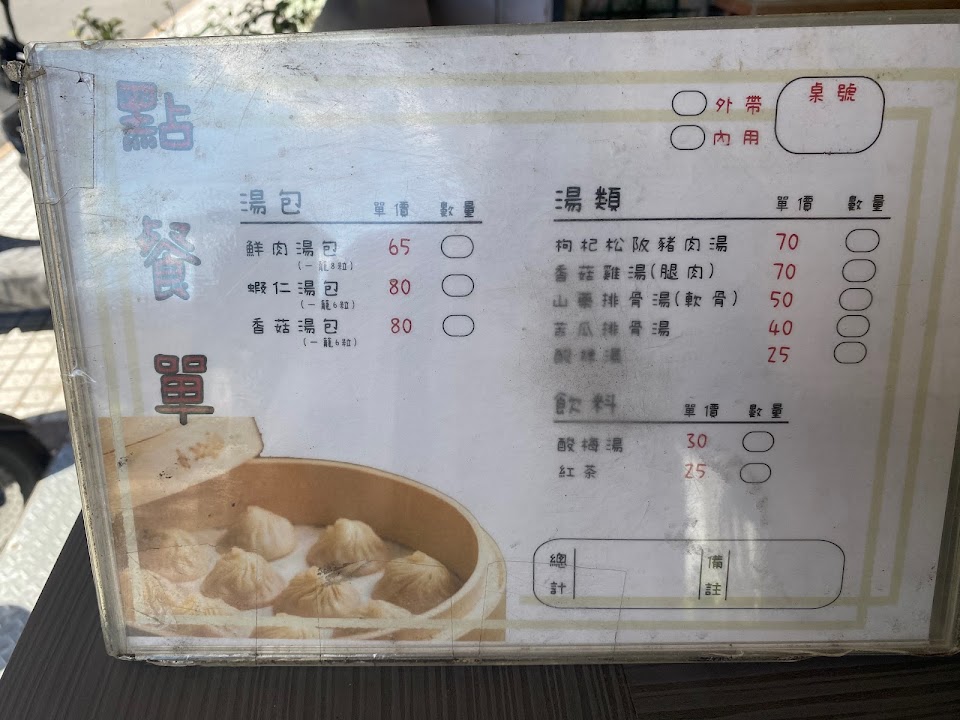 點餐單
外帶
內用
桌號
湯包 單價 數量
鮮肉湯包 65
(一籠8粒)
蝦仁湯包 80
(一籠6粒)
香菇湯包 80
(一籠6粒)
湯類 單價 數量
枸杞松阪豬肉湯 70
香菇雞湯(腿肉) 70
山藥排骨湯(軟骨) 50
苦瓜排骨湯 40
酸辣湯 25
飲料 單價 數量
酸梅湯 30
紅茶 25
總計
備註